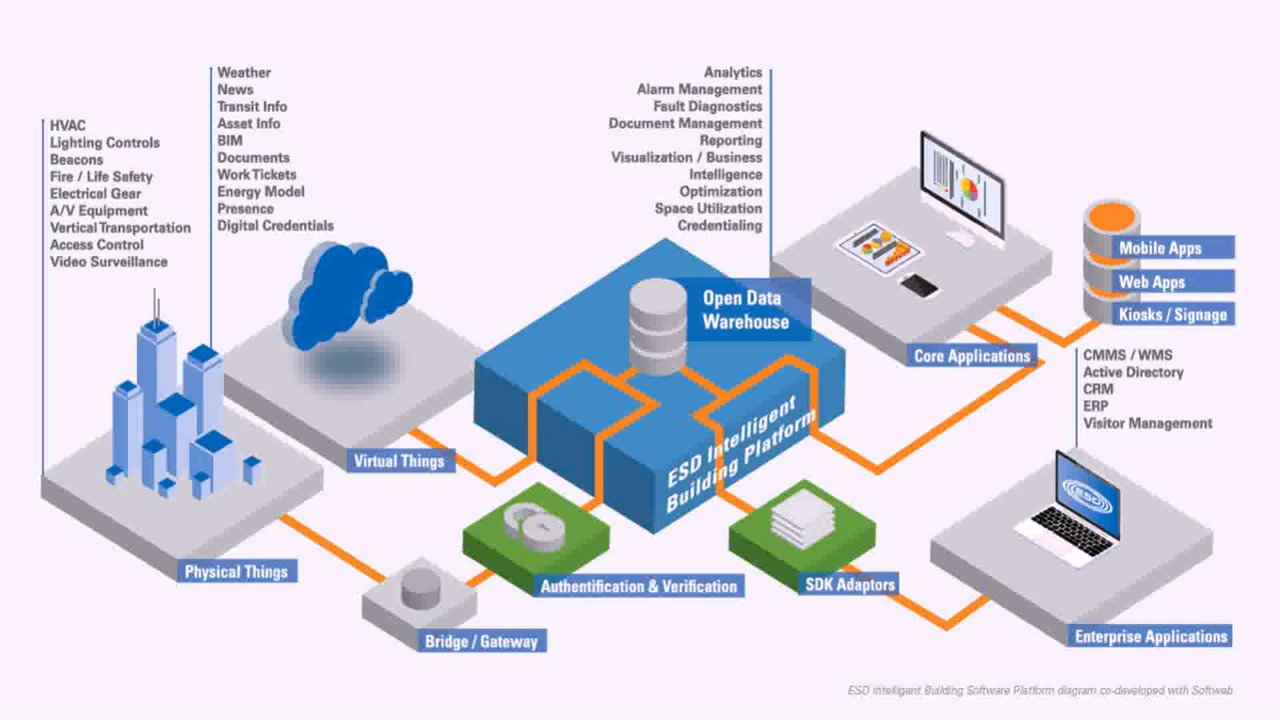 HVAC
Lighting Controls
Beacons
Fire / Life Safety
Electrical Gear
A/V Equipment
Vertical Transportation
Access Control
Video Surveillance
Weather
News
Transit Info
Asset Info
BIM
Documents
Work Tickets
Energy Model
Presence
Digital Credentials
Analytics
Alarm Management
Fault Diagnostics
Document Management
Reporting
Visualization / Business
Intelligence
Optimization
Space Utilization
Credentialing
Open Data
Warehouse
Mobile Apps
Web Apps
Kiosks / Signage
Core Applications
CMMS / WMS
Active Directory
CRM
ERP
Visitor Management
ESD Intelligent
Building Platform
Virtual Things
ESD
Physical Things
Authentification & Verification
SDK Adaptors
Bridge / Gateway
Enterprise Applications
ESD Intelligent Building Software Platform diagram co-developed with Softweb